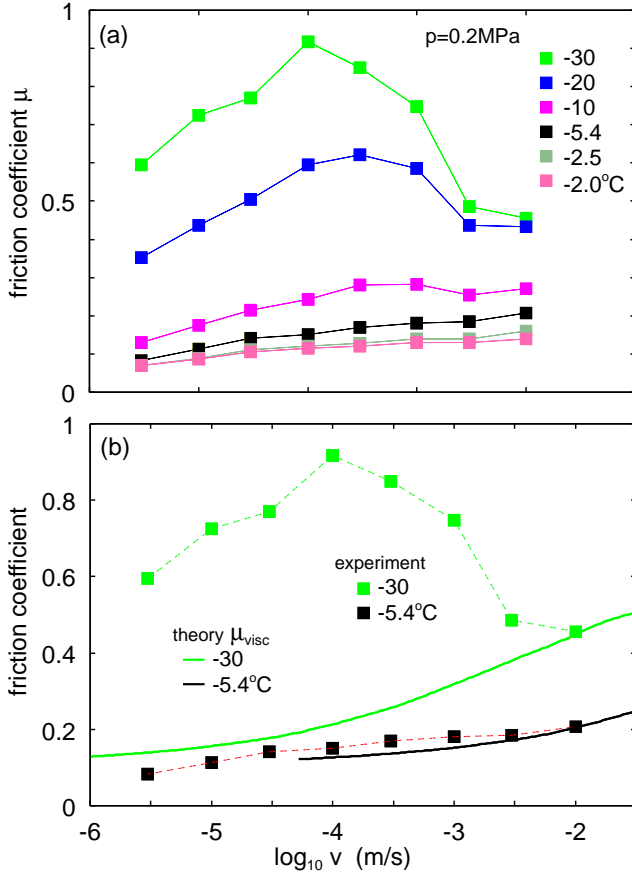 (a)
p=0.2MPa
-30
-20
-10
-5.4
-2.5
-2.0°C
friction coefficient μ
1
0.5
0
(b)
experiment
-30
-5.4°C
theory μvisc
-30
-5.4°C
friction coefficient
1
0.8
0.6
0.4
0.2
0
-6
-5
-4
-3
-2
log10 v (m/s)